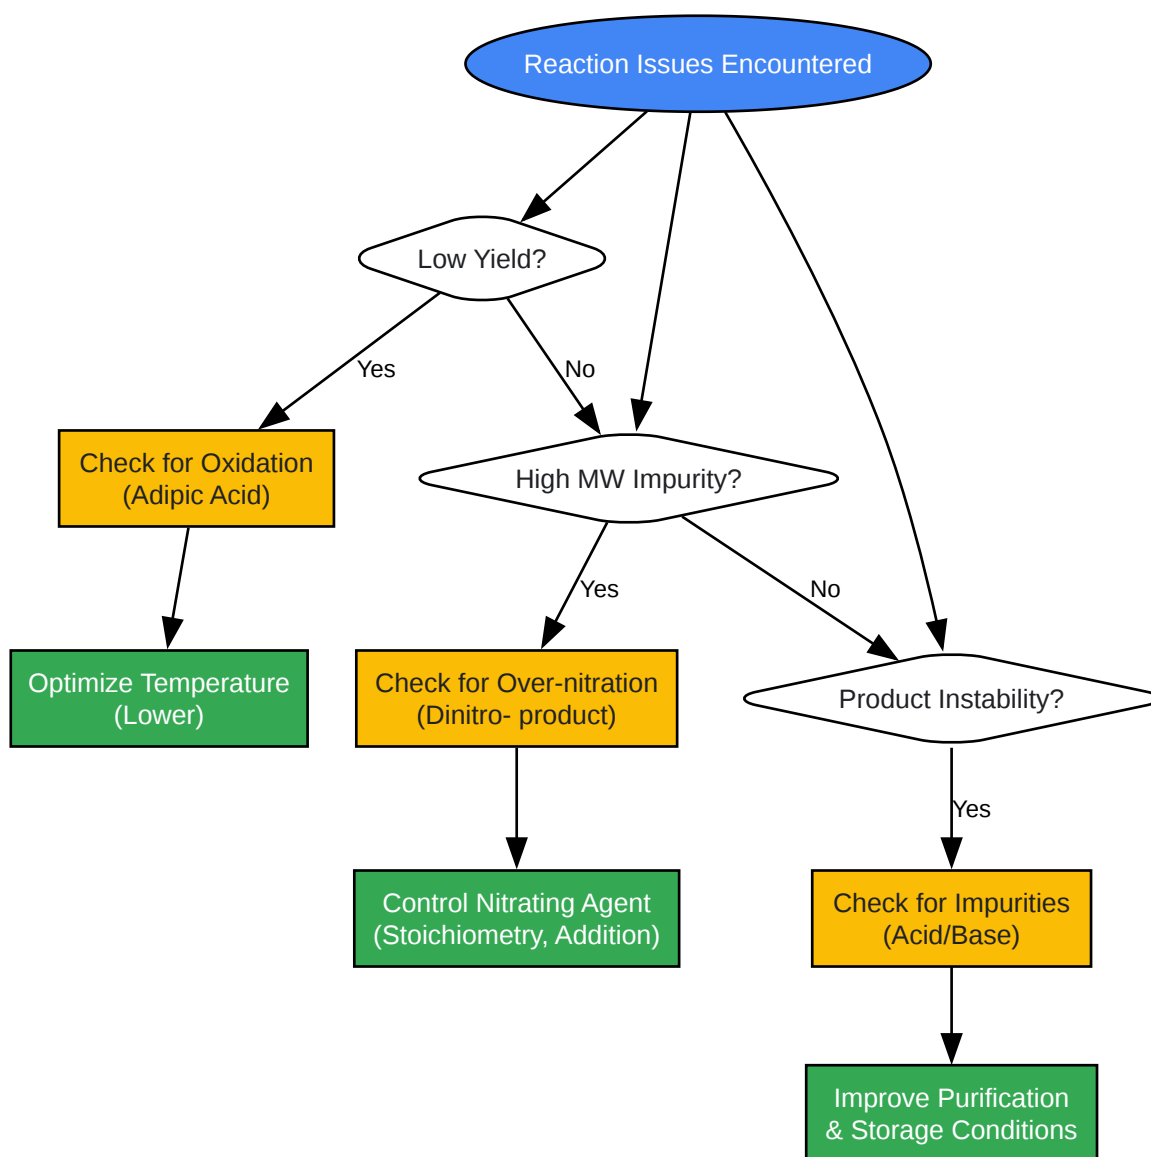 Reaction Issues Encountered
Low Yield?
Yes
No
Check for Oxidation
(Adipic Acid)
High MW Impurity?
Yes
No
Optimize Temperature
(Lower)
Check for Over-nitration
(Dinitro- product)
Product Instability?
Yes
Control Nitrating Agent
(Stoichiometry, Addition)
Check for Impurities
(Acid/Base)
Improve Purification
& Storage Conditions